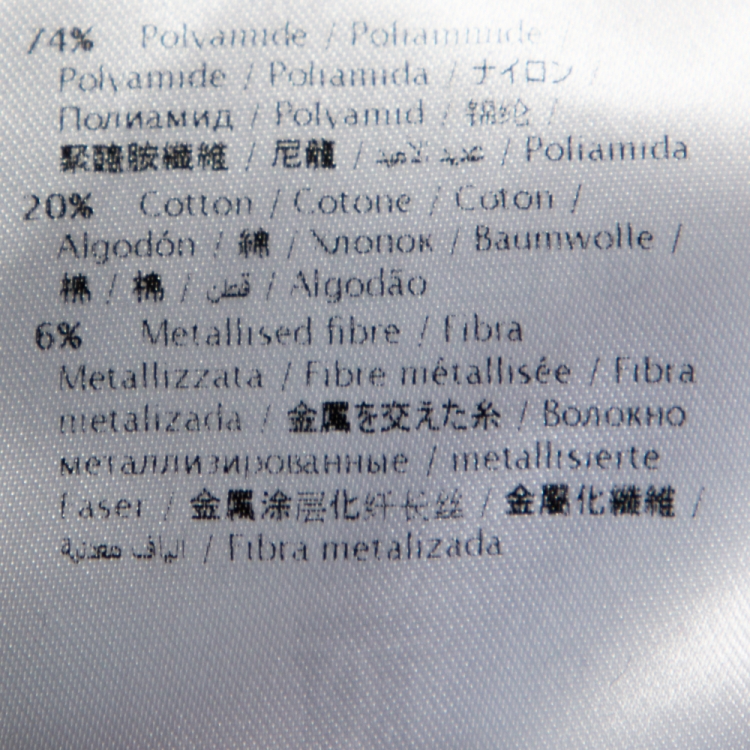 74% Polyamide / Poliammide /
Polyamide / Poliamida / ナイロン /
Полиамид / Polyamid / 锦纶 /
聚醯胺纖維 / 尼龍 / / Poliamida
20% Cotton / Cotone / Coton /
Algodón / 綿 / Хлопок / Baumwolle /
棉 / 棉 / قطن / Algodão
6% Metallised fibre / Fibra
Metallizzata / Fibre métallisée / Fibra
metalizada / 金属を交えた糸 / Волокно
металлизированные / metallisierte
Faser / 金属涂层化纤长丝 / 金屬化纖維 /
الياف معدنية / Fibra metalizada